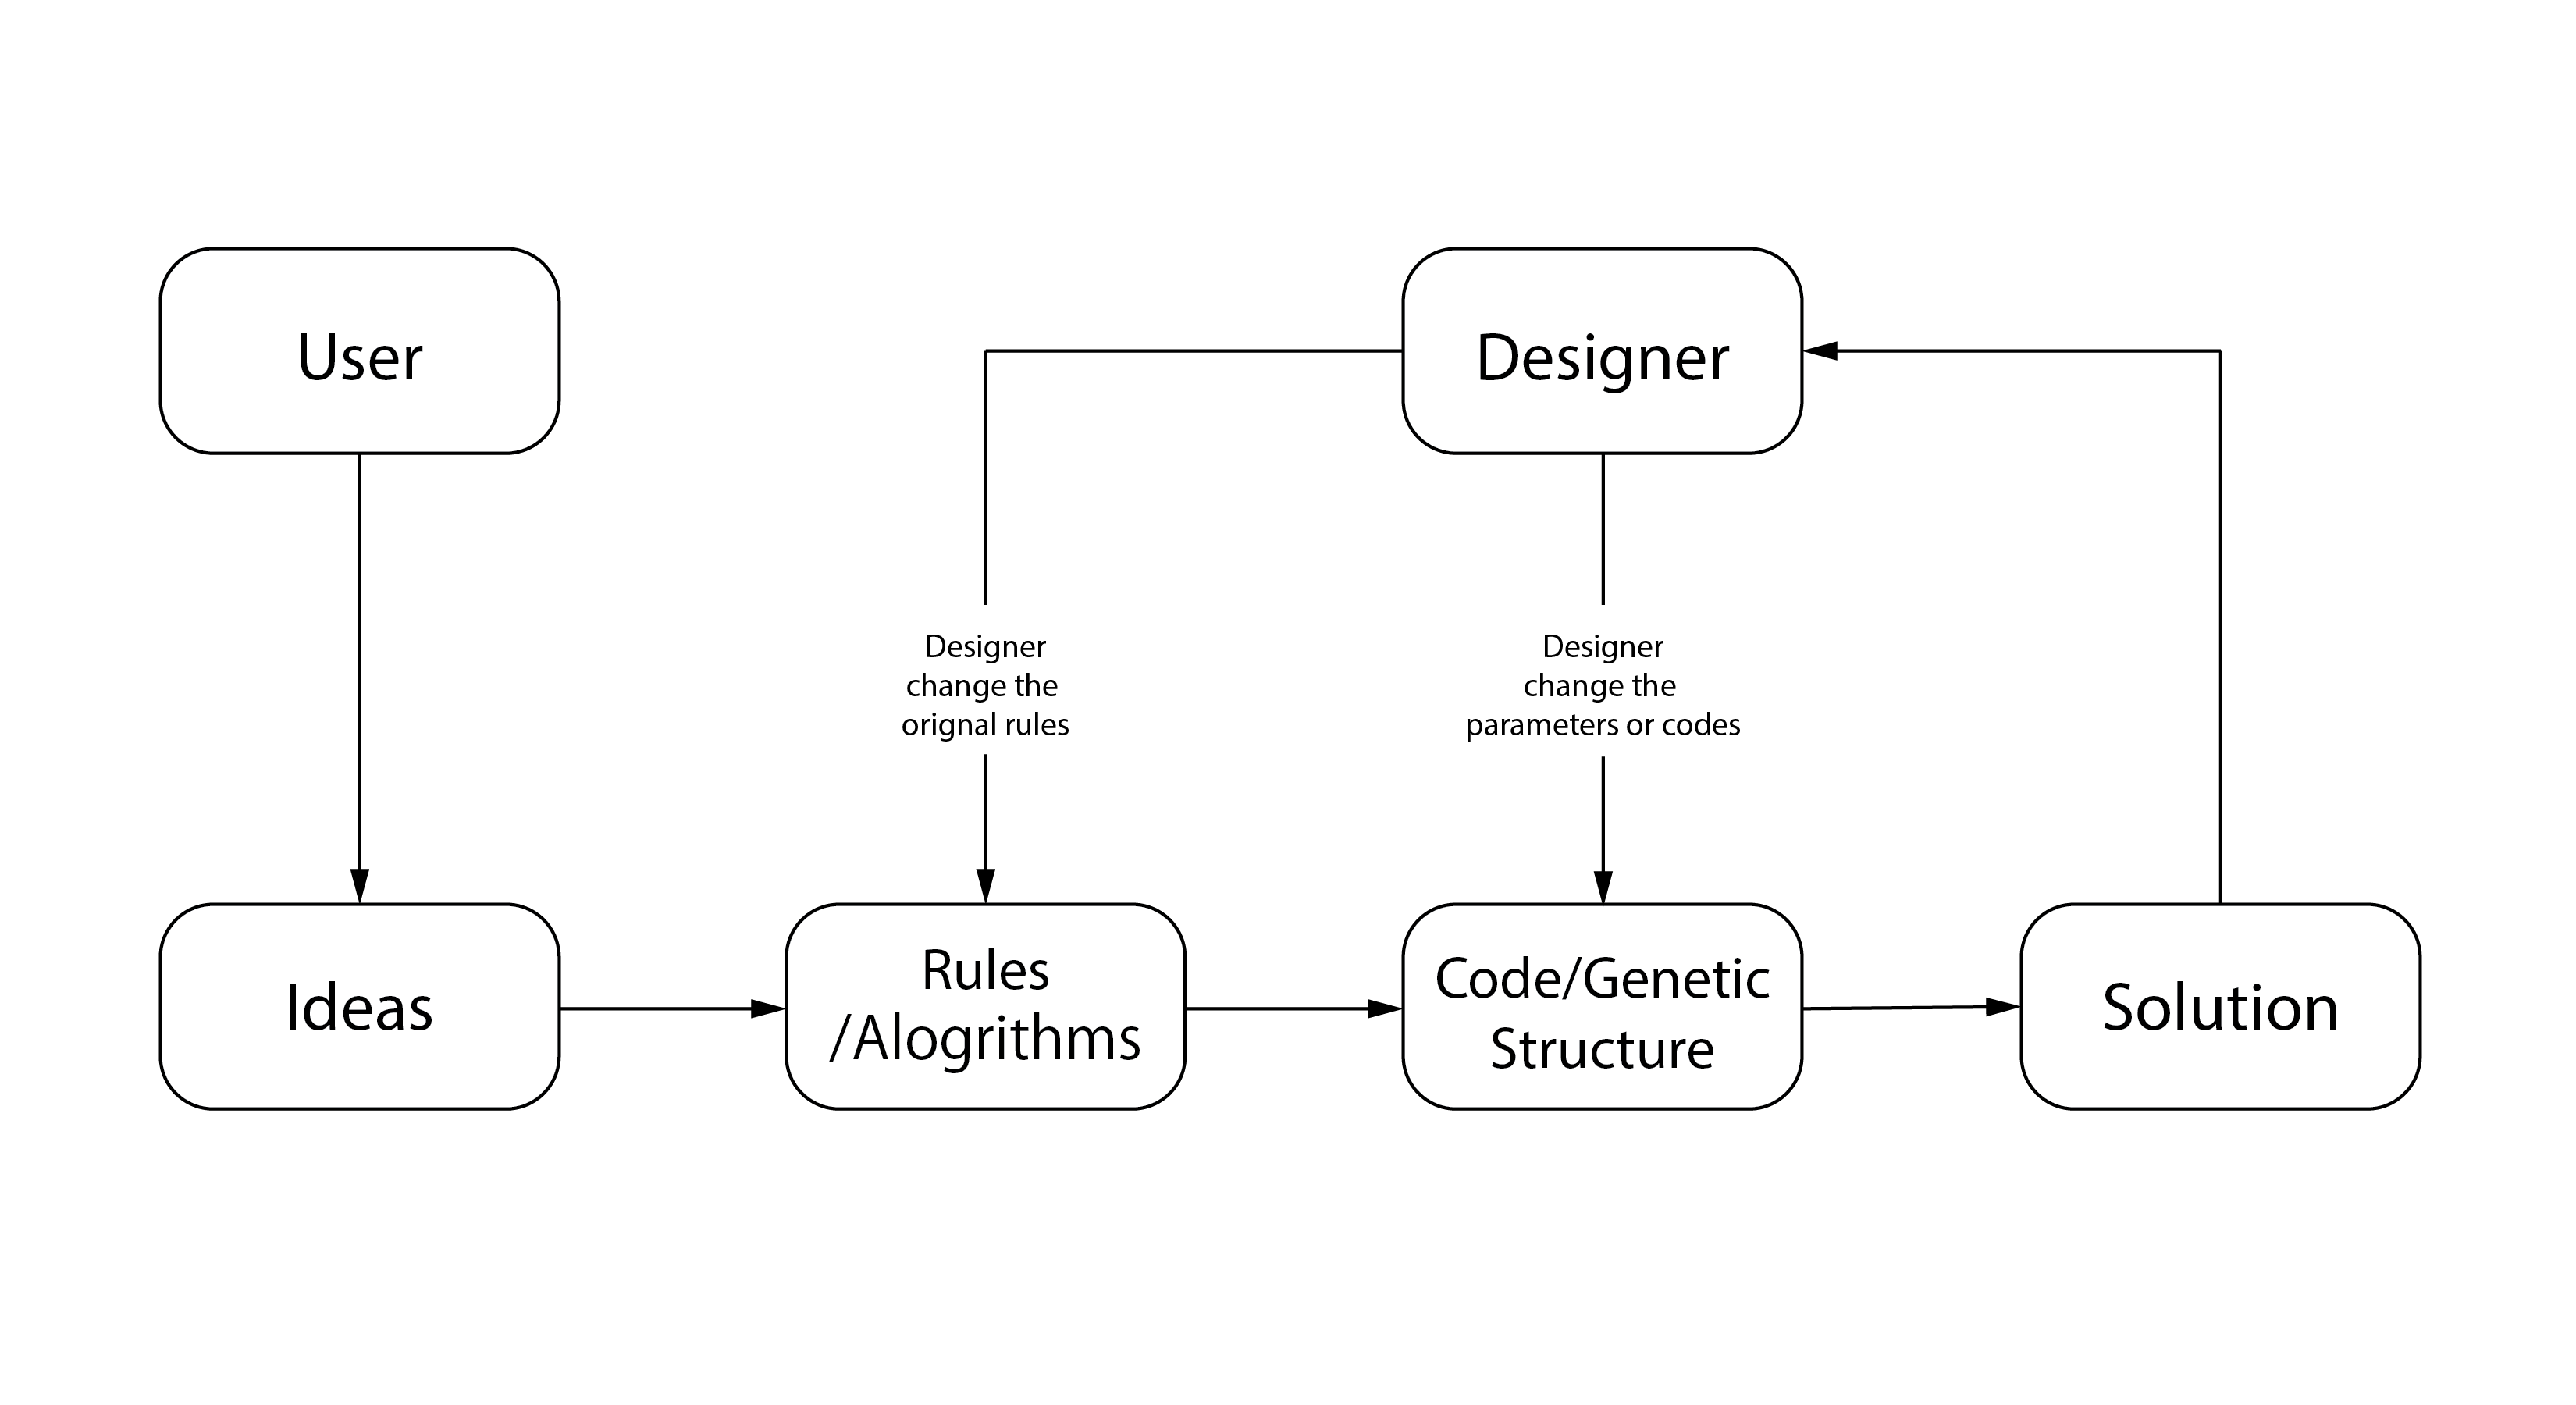 User
Designer
Designer
change the
orignal rules
Designer
change the
parameters or codes
Ideas
Rules
/Alogrithms
Code/Genetic
Structure
Solution